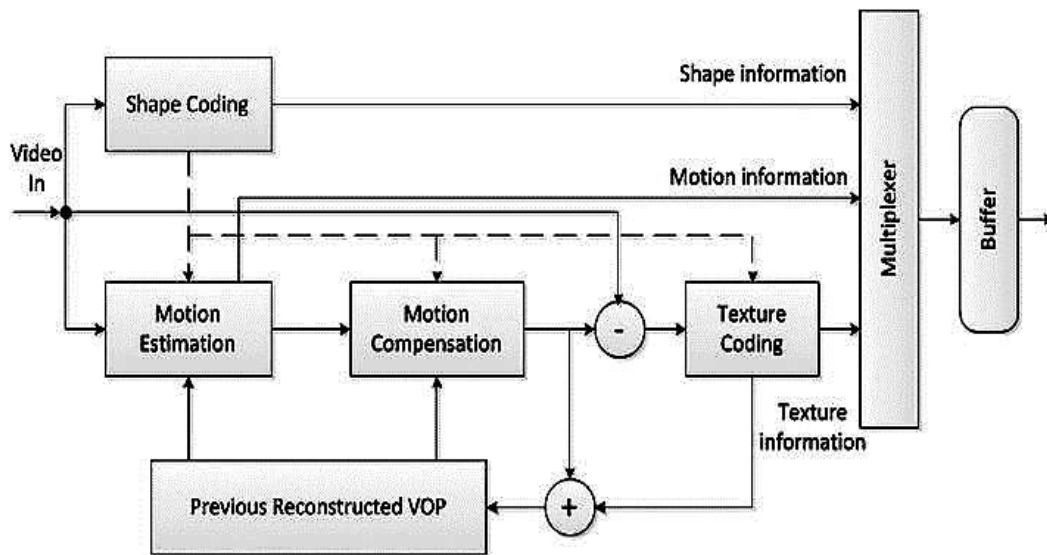 Shape Coding
Shape information
Video
In
Motion information
Multiplexer
Buffer
Motion
Estimation
Motion
Compensation
-
Texture
Coding
Texture
information
Previous Reconstructed VOP
+